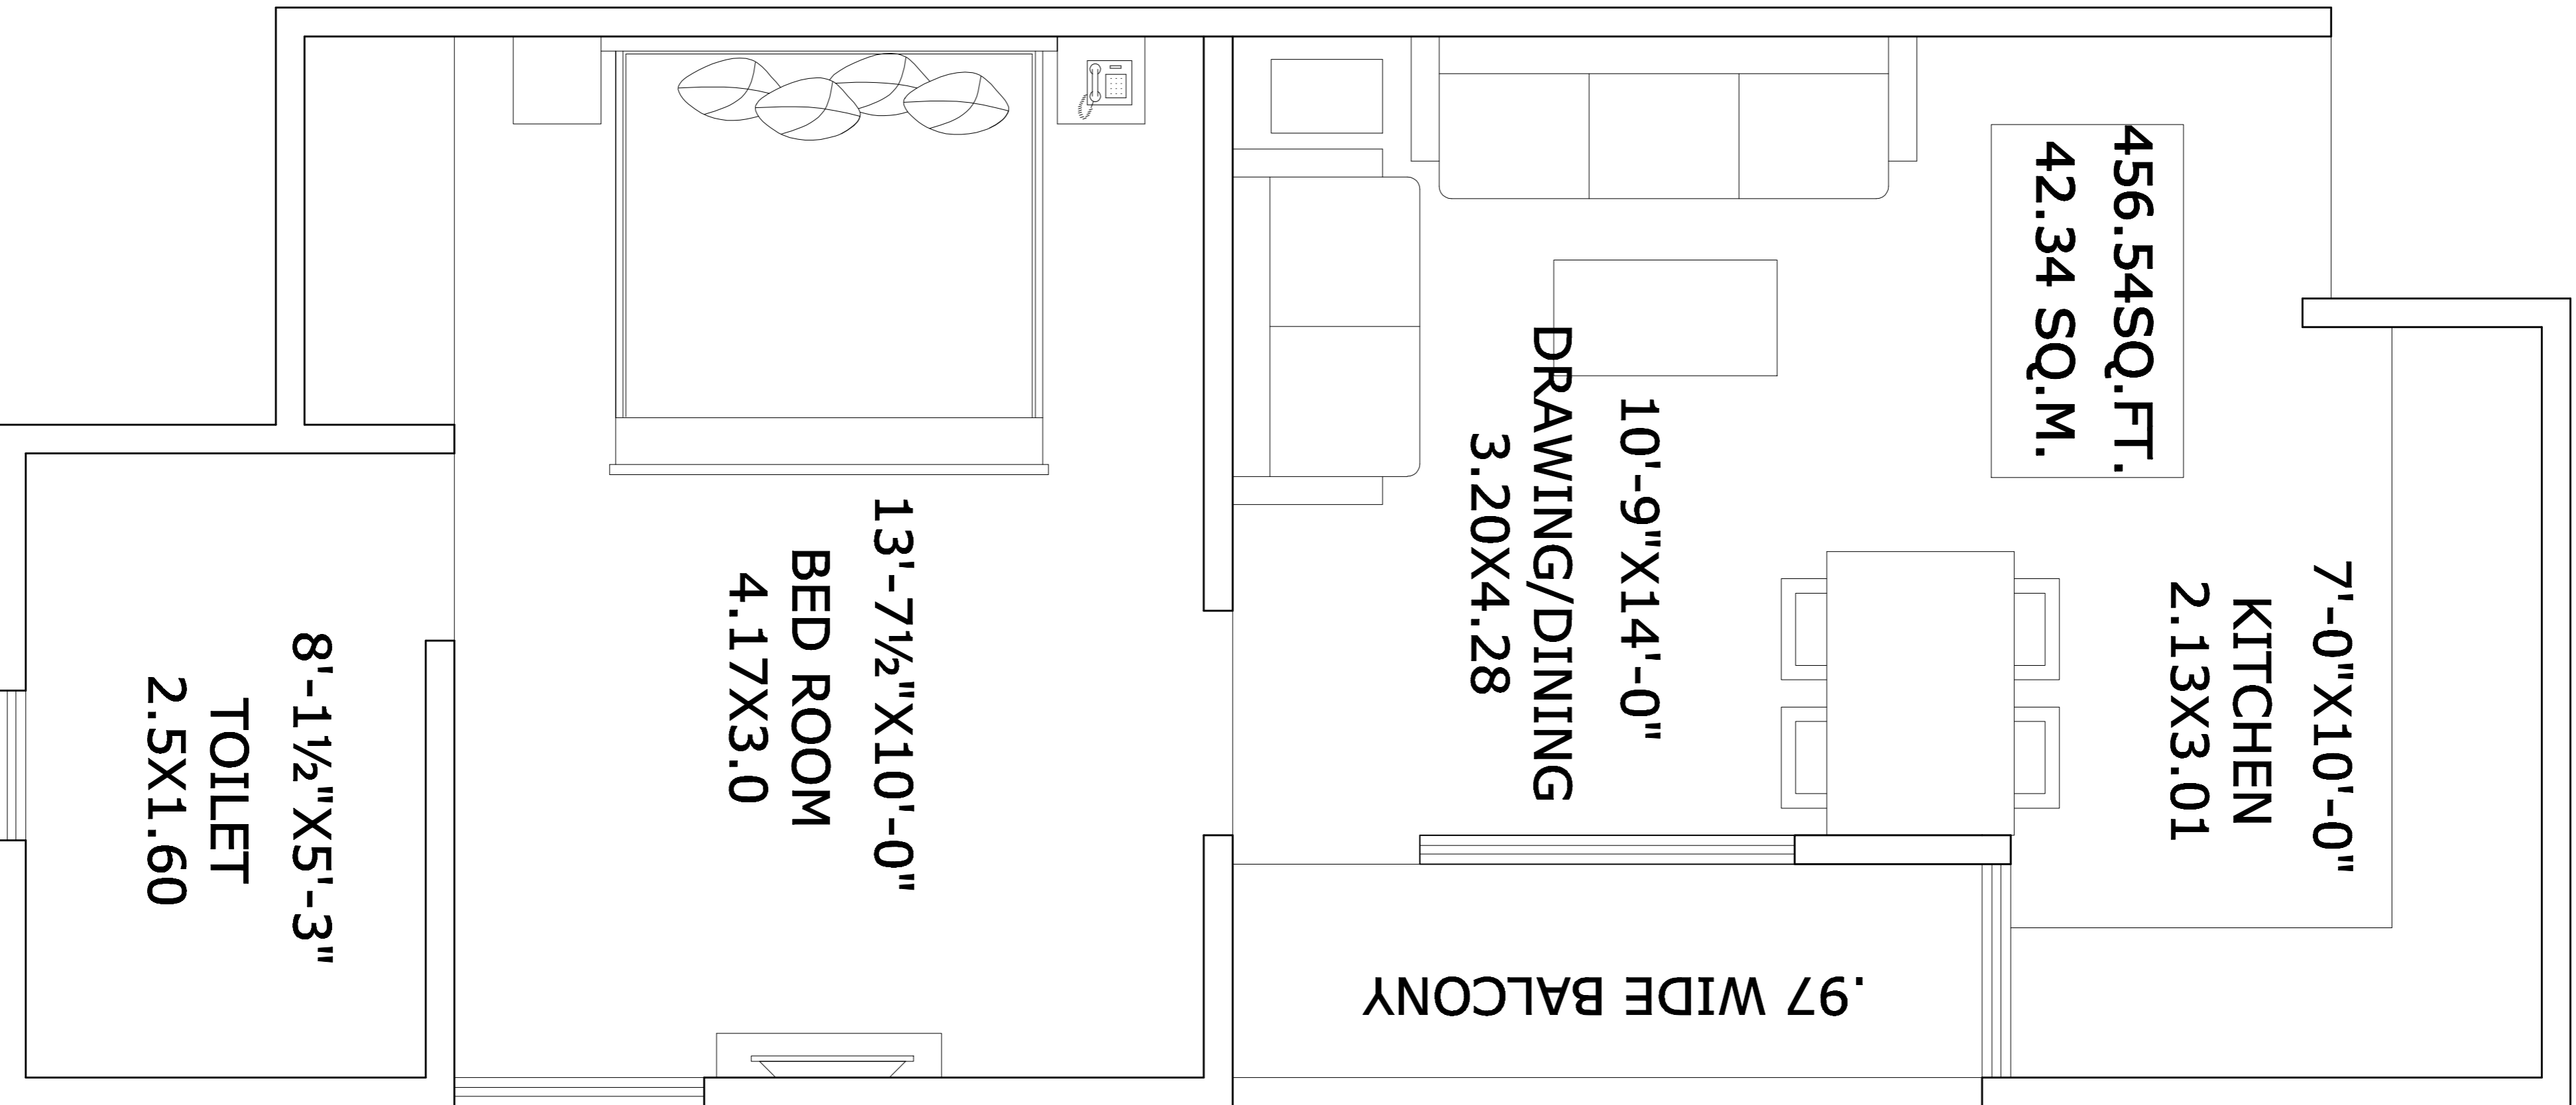 456.54SQ.FT.
42.34 SQ.M.
7'-0"X10'-0"
KITCHEN
2.13X3.01
10'-9"X14'-0"
DRAWING/DINING
3.20X4.28
13'-7½"X10'-0"
BED ROOM
4.17X3.0
8'-1½"X5'-3"
TOILET
2.5X1.60
.97 WIDE BALCONY